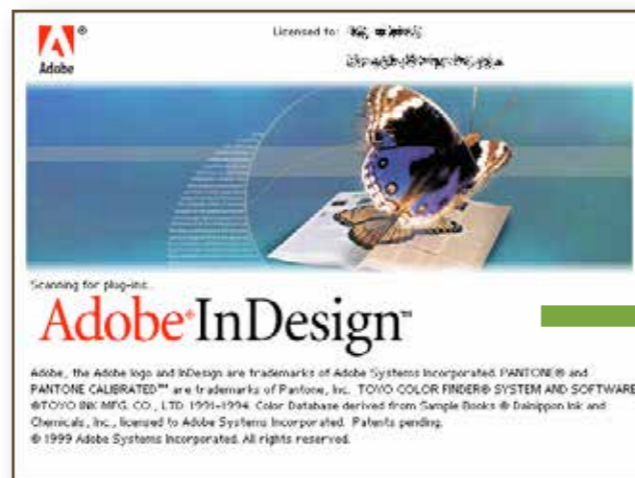 Adobe
Licensed to:
Scanning for plug-ins...
Adobe® InDesign™
Adobe, the Adobe logo and InDesign are trademarks of Adobe Systems Incorporated. PANTONE® and
PANTONE CALIBRATED™ are trademarks of Pantone, Inc. TOYO COLOR FINDER® SYSTEM AND SOFTWARE
©TOYO INK MFG. CO., LTD 1991-1994. Color Database derived from Sample Books © Dainippon Ink and
Chemicals, Inc., licensed to Adobe Systems Incorporated. Patents pending.
© 1999 Adobe Systems Incorporated. All rights reserved.